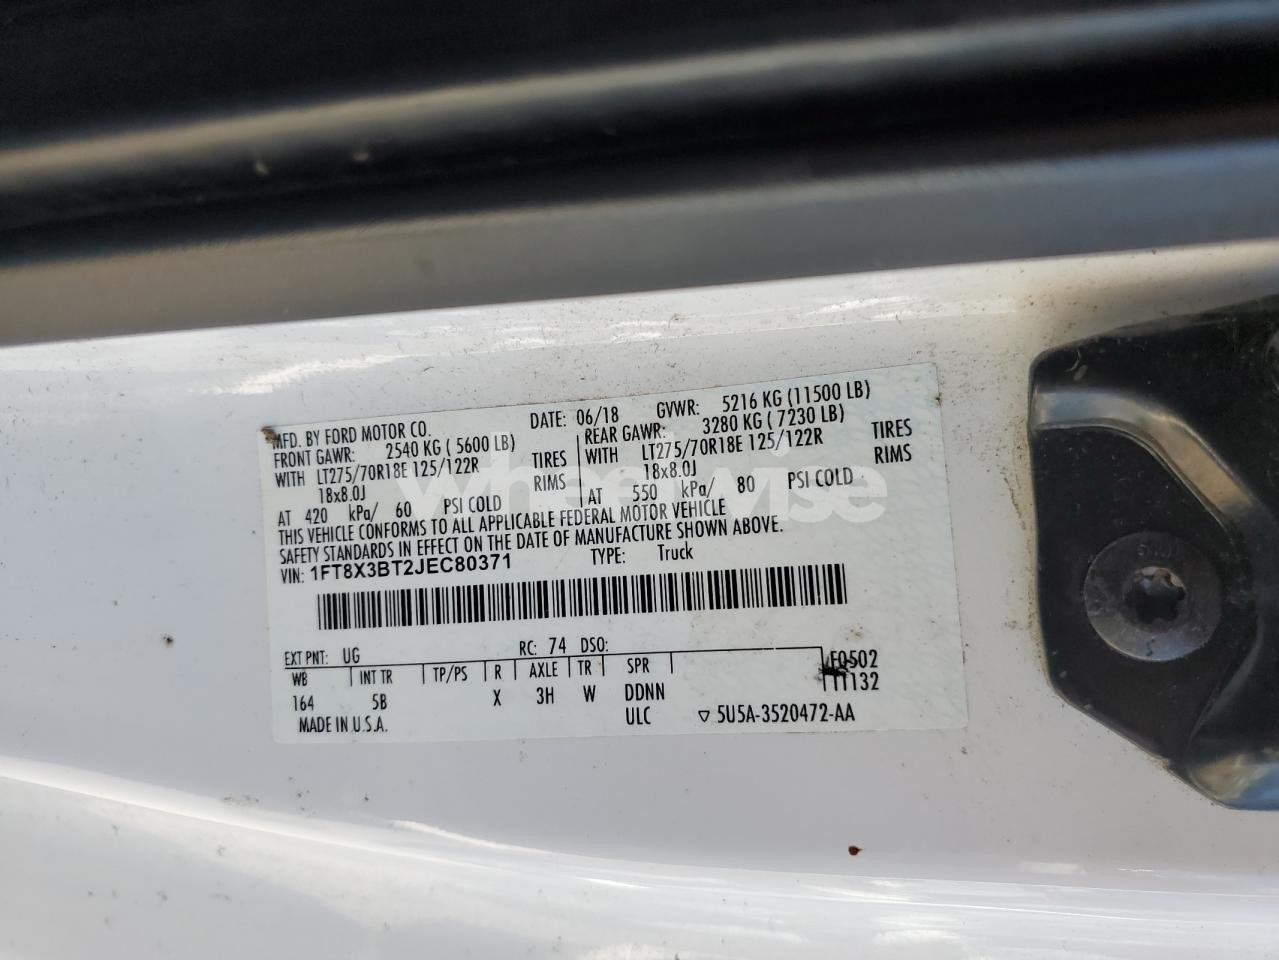 MFD. BY FORD MOTOR CO. DATE: 06/18 GVWR: 5216 KG (11500 LB)
FRONT GAWR: 2540 KG ( 5600 LB) REAR GAWR: 3280 KG ( 7230 LB)
WITH LT275/70R18E 125/122R TIRES WITH LT275/70R18E 125/122R TIRES
18x8.0J RIMS 18x8.0J RIMS
AT 420 kPa/ 60 PSI COLD AT 550 kPa/ 80 PSI COLD
THIS VEHICLE CONFORMS TO ALL APPLICABLE FEDERAL MOTOR VEHICLE
SAFETY STANDARDS IN EFFECT ON THE DATE OF MANUFACTURE SHOWN ABOVE.
VIN: 1FT8X3BT2JEC80371 TYPE: Truck
EXT PNT: UG RC: 74 DSO:
WB INT TR TP/PS R AXLE TR SPR F0502
164 5B X 3H W DDNN 11132
MADE IN U.S.A. ULC ▽ 5U5A-3520472-AA
wheelwise